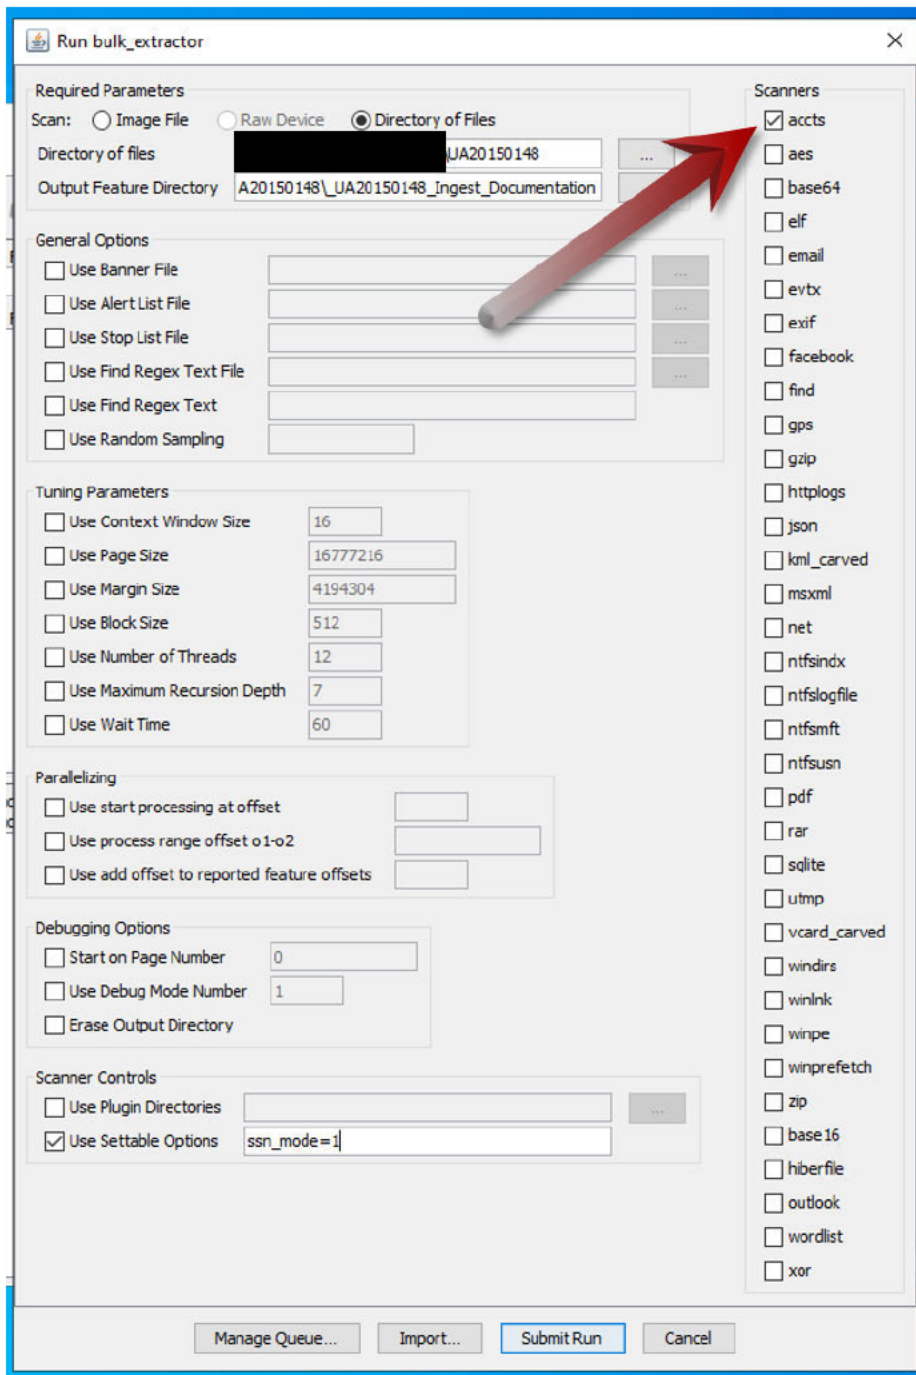 Run bulk_extractor
Required Parameters
Scan: Image File Raw Device Directory of Files
Directory of files \UA20150148 ...
Output Feature Directory A20150148\_UA20150148_Ingest_Documentation
General Options
Use Banner File ...
Use Alert List File ...
Use Stop List File ...
Use Find Regex Text File ...
Use Find Regex Text
Use Random Sampling
Tuning Parameters
Use Context Window Size 16
Use Page Size 16777216
Use Margin Size 4194304
Use Block Size 512
Use Number of Threads 12
Use Maximum Recursion Depth 7
Use Wait Time 60
Parallelizing
Use start processing at offset
Use process range offset o1-o2
Use add offset to reported feature offsets
Debugging Options
Start on Page Number 0
Use Debug Mode Number 1
Erase Output Directory
Scanner Controls
Use Plugin Directories ...
Use Settable Options ssn_mode=1
Scanners
accts
aes
base64
elf
email
evtx
exif
facebook
find
gps
gzip
httplogs
json
kml_carved
msxml
net
ntfsindx
ntfslogfile
ntfsmft
ntfsusn
pdf
rar
sqlite
utmp
vcard_carved
windirs
winlnk
winpe
winprefetch
zip
base16
hiberfile
outlook
wordlist
xor
Manage Queue... Import... Submit Run Cancel